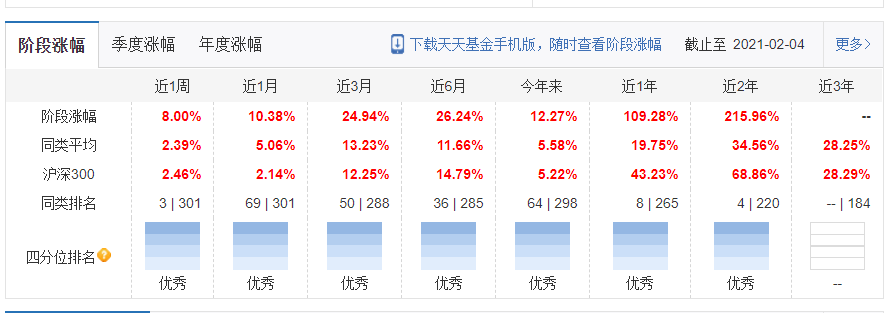 阶段涨幅 季度涨幅 年度涨幅 下载天天基金手机版，随时查看阶段涨幅 截止至 2021-02-04 更多>
近1周 近1月 近3月 近6月 今年来 近1年 近2年 近3年
阶段涨幅 8.00% 10.38% 24.94% 26.24% 12.27% 109.28% 215.96% --
同类平均 2.39% 5.06% 13.23% 11.66% 5.58% 19.75% 34.56% 28.25%
沪深300 2.46% 2.14% 12.25% 14.79% 5.22% 43.23% 68.86% 28.29%
同类排名 3 | 301 69 | 301 50 | 288 36 | 285 64 | 298 8 | 265 4 | 220 -- | 184
四分位排名 ?
优秀 优秀 优秀 优秀 优秀 优秀 优秀 --